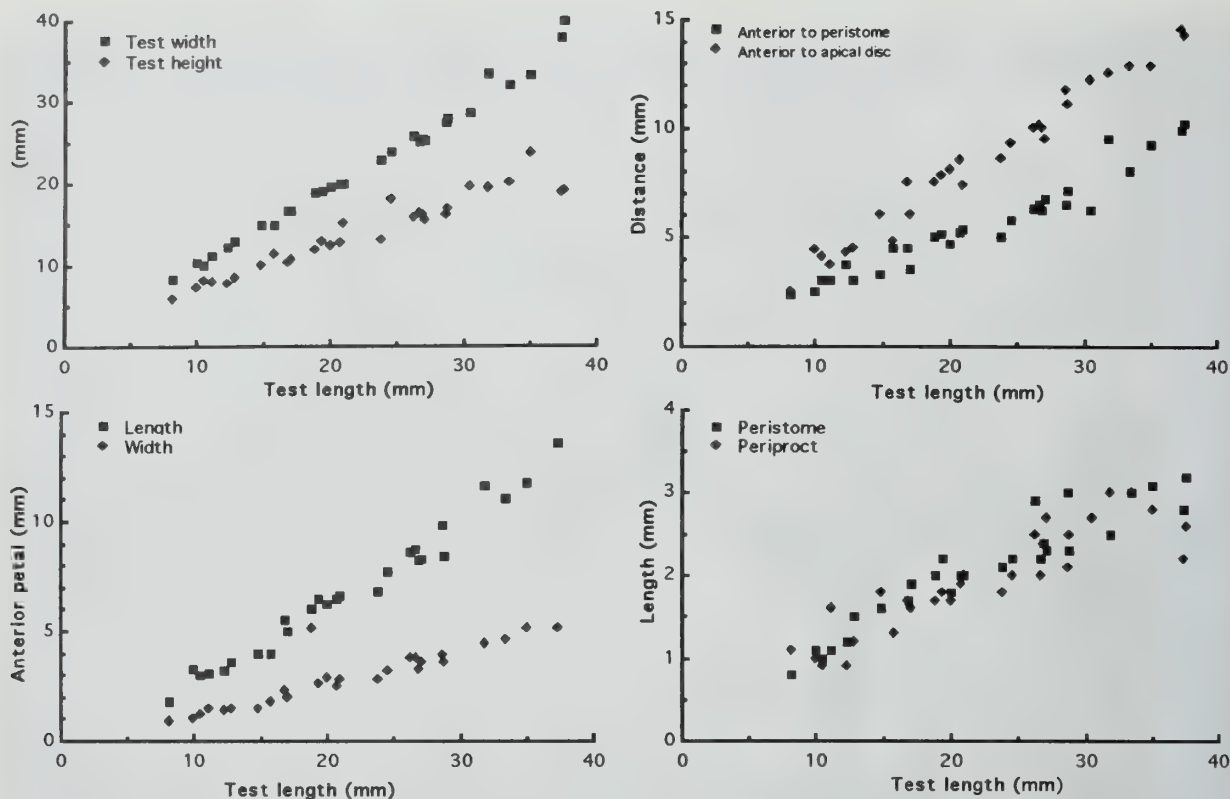 40
30
20
10
0
(mm)
Test width
Test height
0 10 20 30 40
Test length (mm)
15
10
5
0
Distance (mm)
Anterior to peristome
Anterior to apical disc
0 10 20 30 40
Test length (mm)
15
10
5
0
Anterior petal (mm)
Length
Width
0 10 20 30 40
Test length (mm)
4
3
2
1
0
Length (mm)
Peristome
Periproct
0 10 20 30 40
Test length (mm)